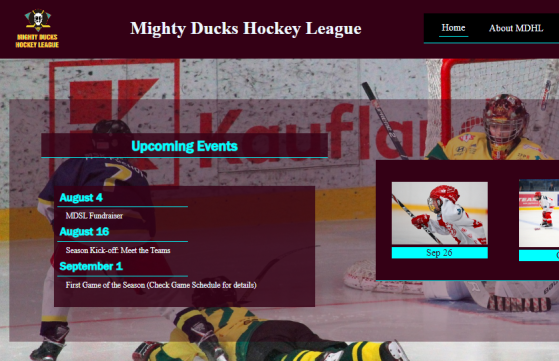 MIGHTY DUCKS
HOCKEY LEAGUE
Mighty Ducks Hockey League
Home
About MDHL
Kaufla
Upcoming Events
7
August 4
MDSL Fundraiser
August 16
Season Kick-off: Meet the Teams
September 1
First Game of the Season (Check Game Schedule for details)
Sep 26